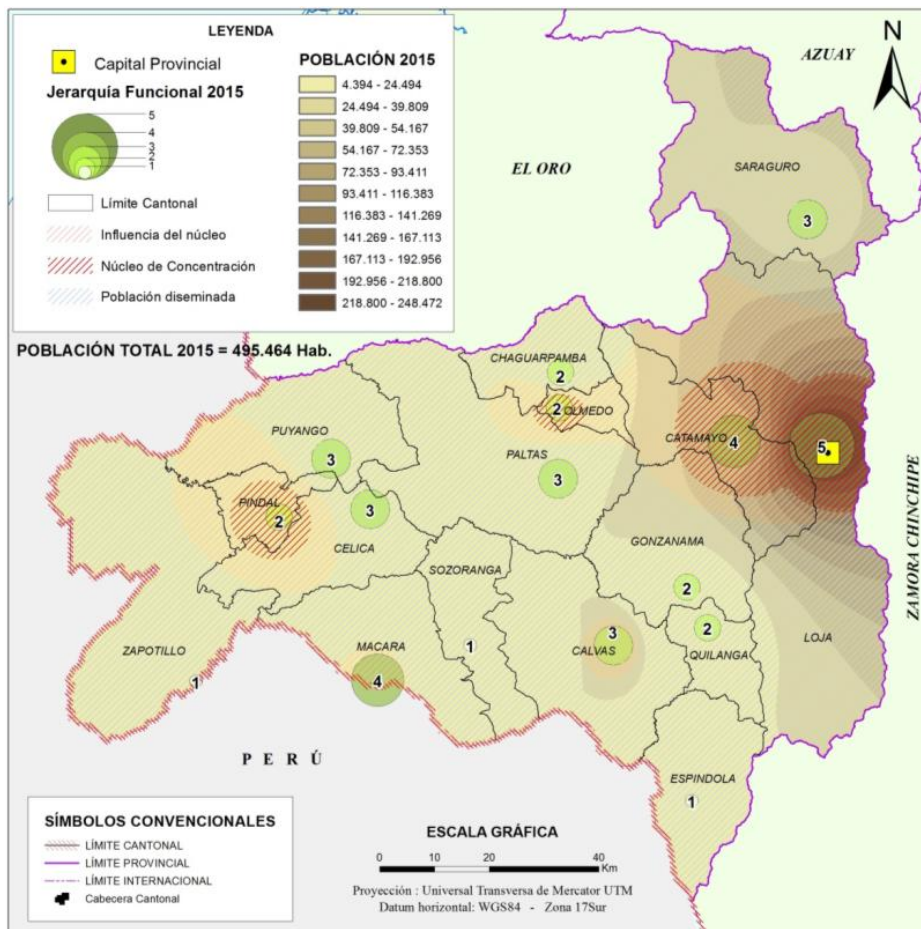 LEYENDA
Capital Provincial
Jerarquía Funcional 2015
5
4
3
2
1
Límite Cantonal
Influencia del núcleo
Núcleo de Concentración
Población diseminada
POBLACIÓN 2015
4.394 - 24.494
24.494 - 39.809
39.809 - 54.167
54.167 - 72.353
72.353 - 93.411
93.411 - 116.383
116.383 - 141.269
141.269 - 167.113
167.113 - 192.956
192.956 - 218.800
218.800 - 248.472
POBLACIÓN TOTAL 2015 = 495.464 Hab.
N
AZUAY
EL ORO
SARAGURO
3
CHAGUARPAMBA
2
2
OLMEDO
PUYANGO
3
CATAMAYO
4
5
PALTAS
3
PINDAL
2
3
CELICA
GONZANAMA
SOZORANGA
2
ZAMORA CHINCHIPE
ZAPOTILLO
1
MACARA
4
1
3
CALVAS
2
QUILANGA
LOJA
PERÚ
ESPINDOLA
1
SÍMBOLOS CONVENCIONALES
LÍMITE CANTONAL
LÍMITE PROVINCIAL
LÍMITE INTERNACIONAL
Cabecera Cantonal
ESCALA GRÁFICA
0 10 20 40
Km
Proyección : Universal Transversa de Mercator UTM
Datum horizontal: WGS84 - Zona 17Sur